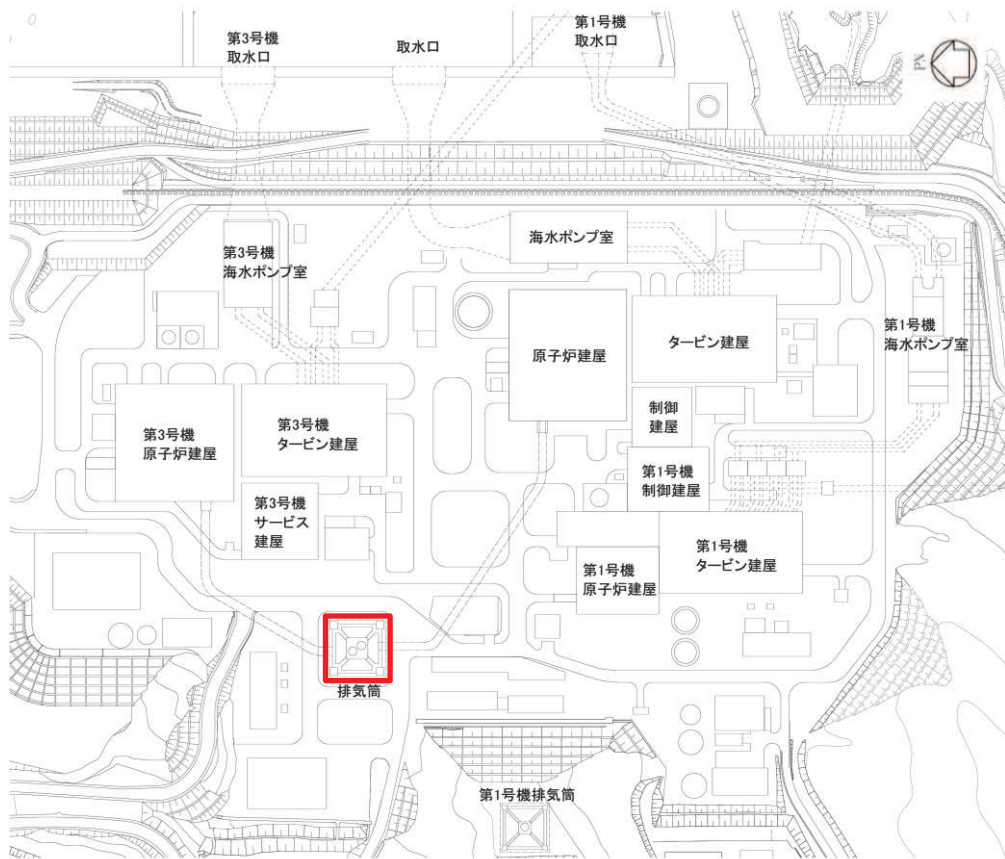 第3号機
取水口
取水口
第1号機
取水口
PN
第3号機
海水ポンプ室
海水ポンプ室
第1号機
海水ポンプ室
原子炉建屋
タービン建屋
制御
建屋
第3号機
原子炉建屋
第3号機
タービン建屋
第1号機
制御建屋
第3号機
サービス
建屋
第1号機
原子炉建屋
第1号機
タービン建屋
排気筒
第1号機排気筒